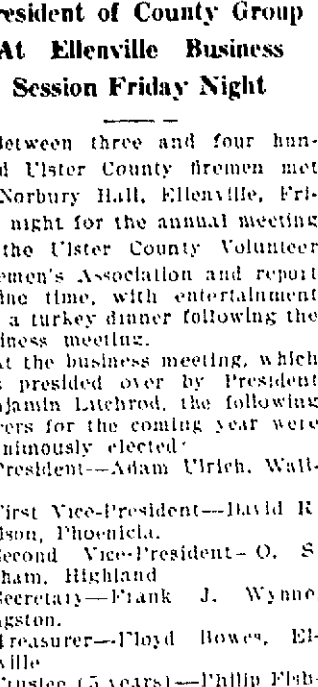 resident of County Group
At Ellenville Business
Session Friday Night
etween three and four hun-
d Ulster County firemen met
Norbury Hall, Ellenville, Fri-
night for the annual meeting
the Ulster County Volunteer
emen's Association and report
ine time, with entertainment
a turkey dinner following the
iness meeting.
At the business meeting, which
s presided over by President
njamin Litchrod, the following
ers for the coming year were
nimously elected:
President—Adam Ulrich, Wall-
First Vice-President—David R
lson, Phoenicia.
Second Vice-President—O. S
ham, Highland
Secretary—Frank J. Wynne
ngston.
Treasurer—Floyd Bowes, El-
ville
Trustee (5 years)—Philip Fish-